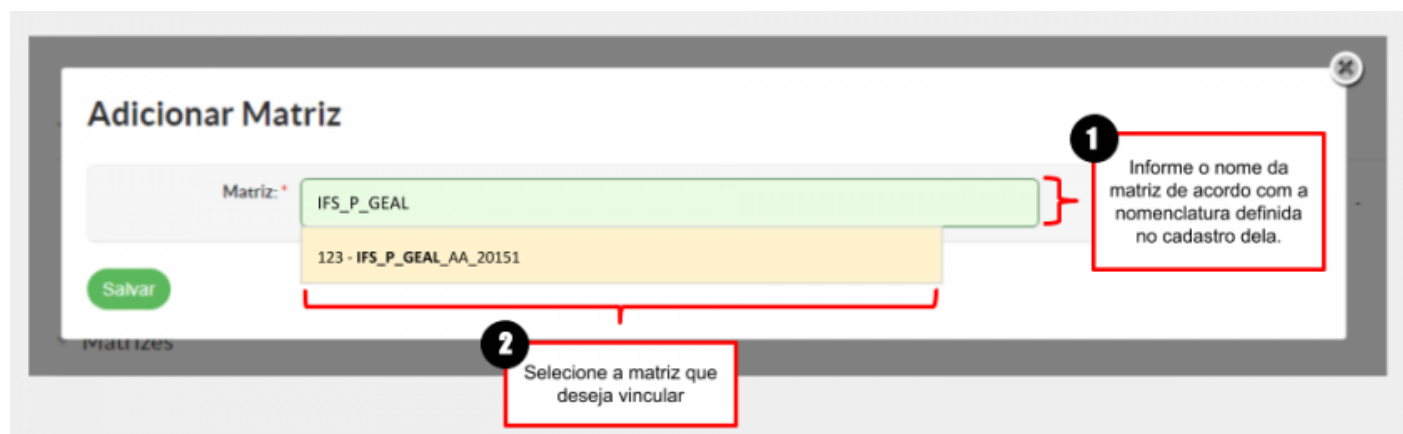 Adicionar Matriz
Matriz: *
IFS_P_GEAL
123 - IFS_P_GEAL_AA_20151
Salvar
Matrizes
1
Informe o nome da
matriz de acordo com a
nomenclatura definida
no cadastro dela.
2
Selecione a matriz que
deseja vincular